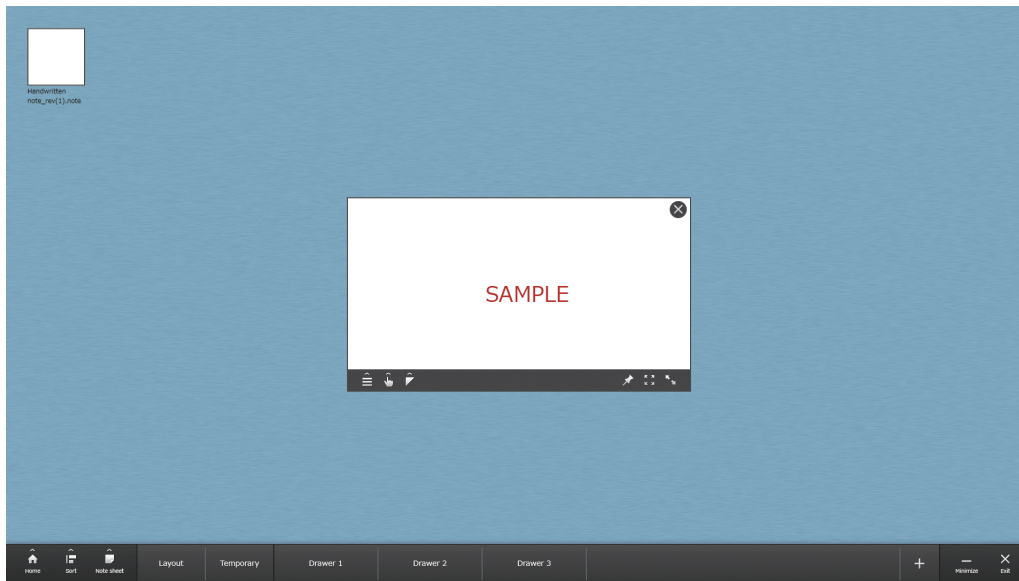 Handwritten
note_rev(1).note
SAMPLE
Home
Sort
Note sheet
Layout
Temporary
Drawer 1
Drawer 2
Drawer 3
Minimize
Exit